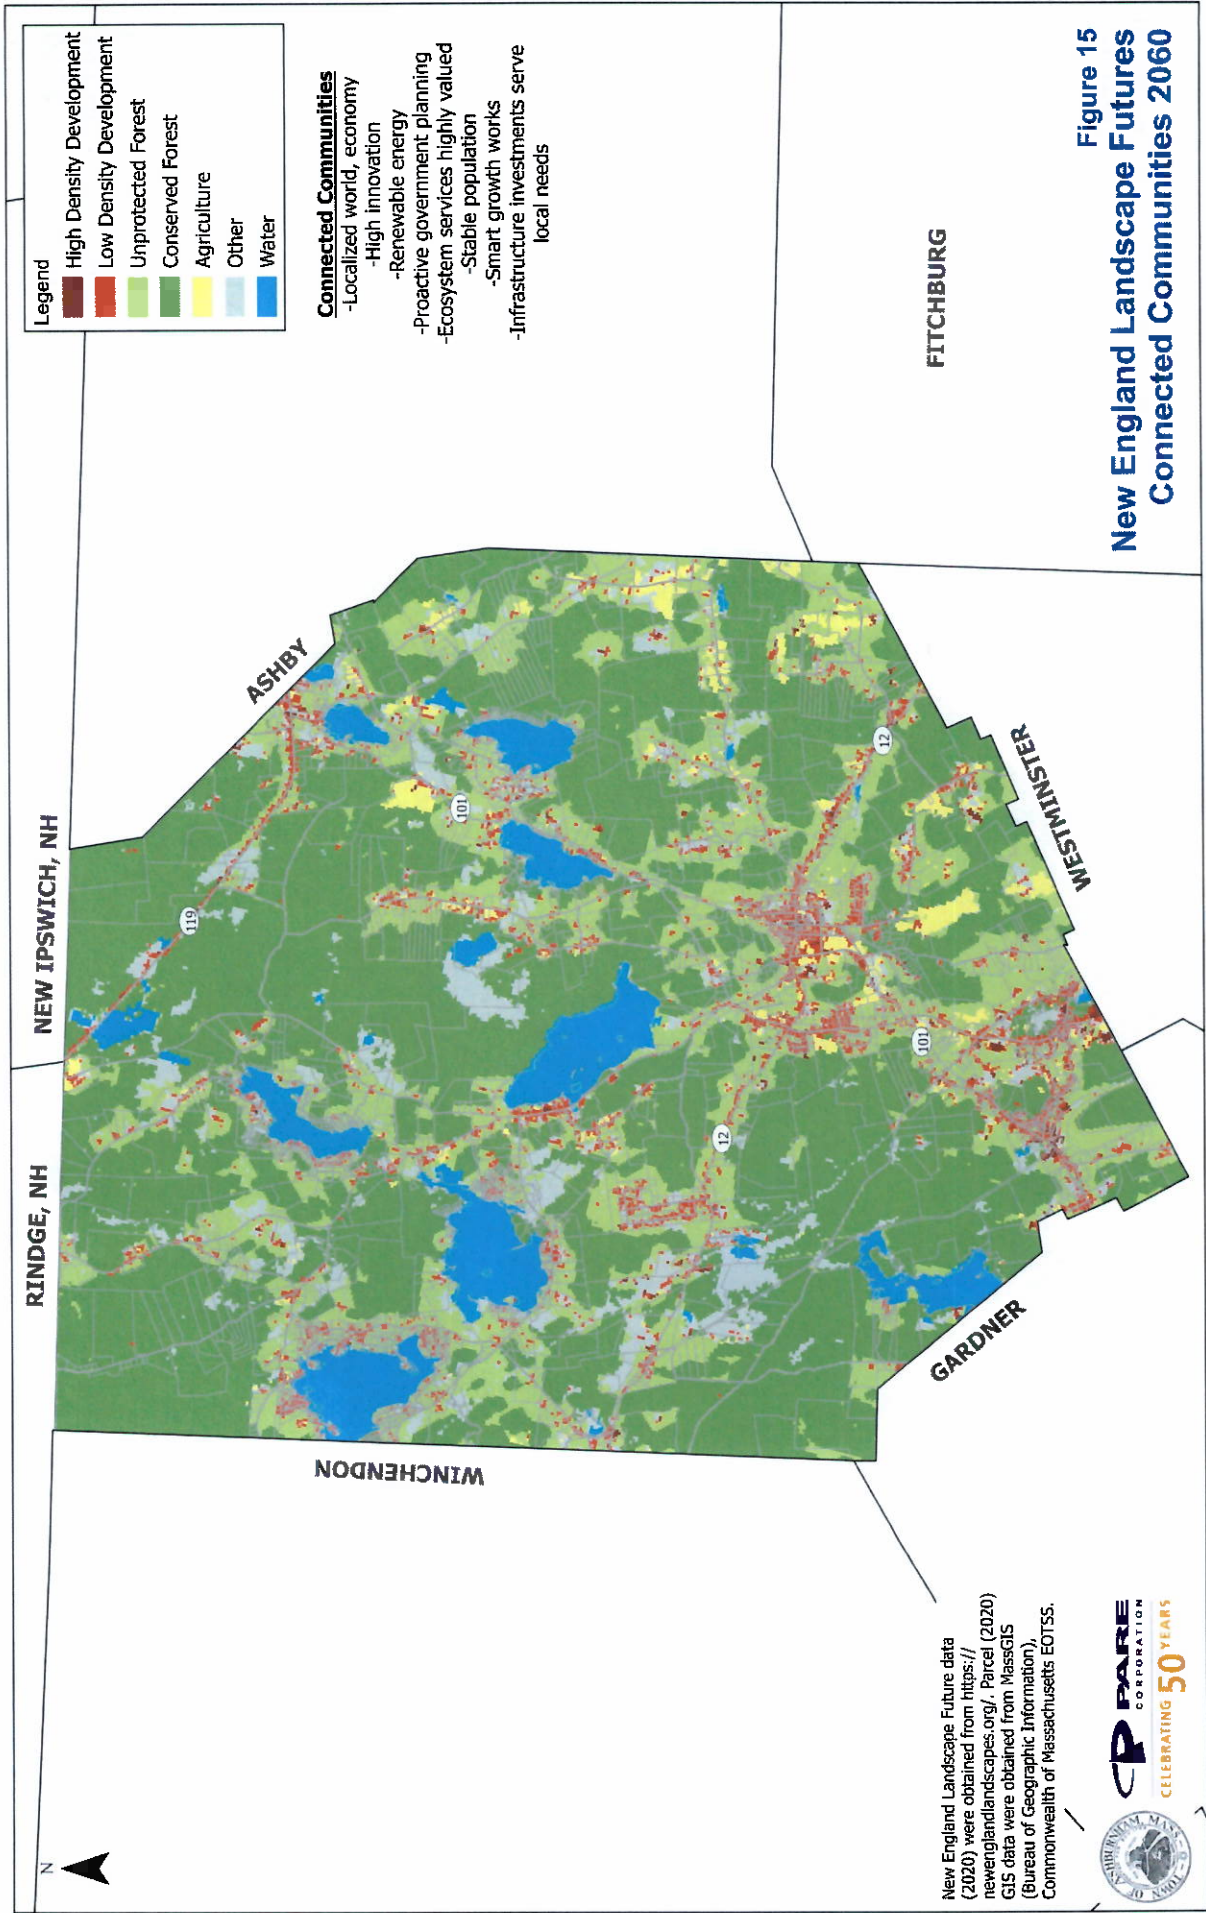 N
RINDGE, NH
NEW IPSWICH, NH
ASHBY
WINCHENDON
GARDNER
WESTMINSTER
FITCHBURG
119
101
12
12
101
Legend
High Density Development
Low Density Development
Unprotected Forest
Conserved Forest
Agriculture
Other
Water
Connected Communities
-Localized world, economy
-High innovation
-Renewable energy
-Proactive government planning
-Ecosystem services highly valued
-Stable population
-Smart growth works
-Infrastructure investments serve
local needs
New England Landscape Future data
(2020) were obtained from https://
newenglandlandscapes.org/. Parcel (2020)
GIS data were obtained from MassGIS
(Bureau of Geographic Information),
Commonwealth of Massachusetts EOTSS.
TOWN OF ASHBURNHAM, MASS
PARE
CORPORATION
CELEBRATING 50 YEARS
Figure 15
New England Landscape Futures
Connected Communities 2060